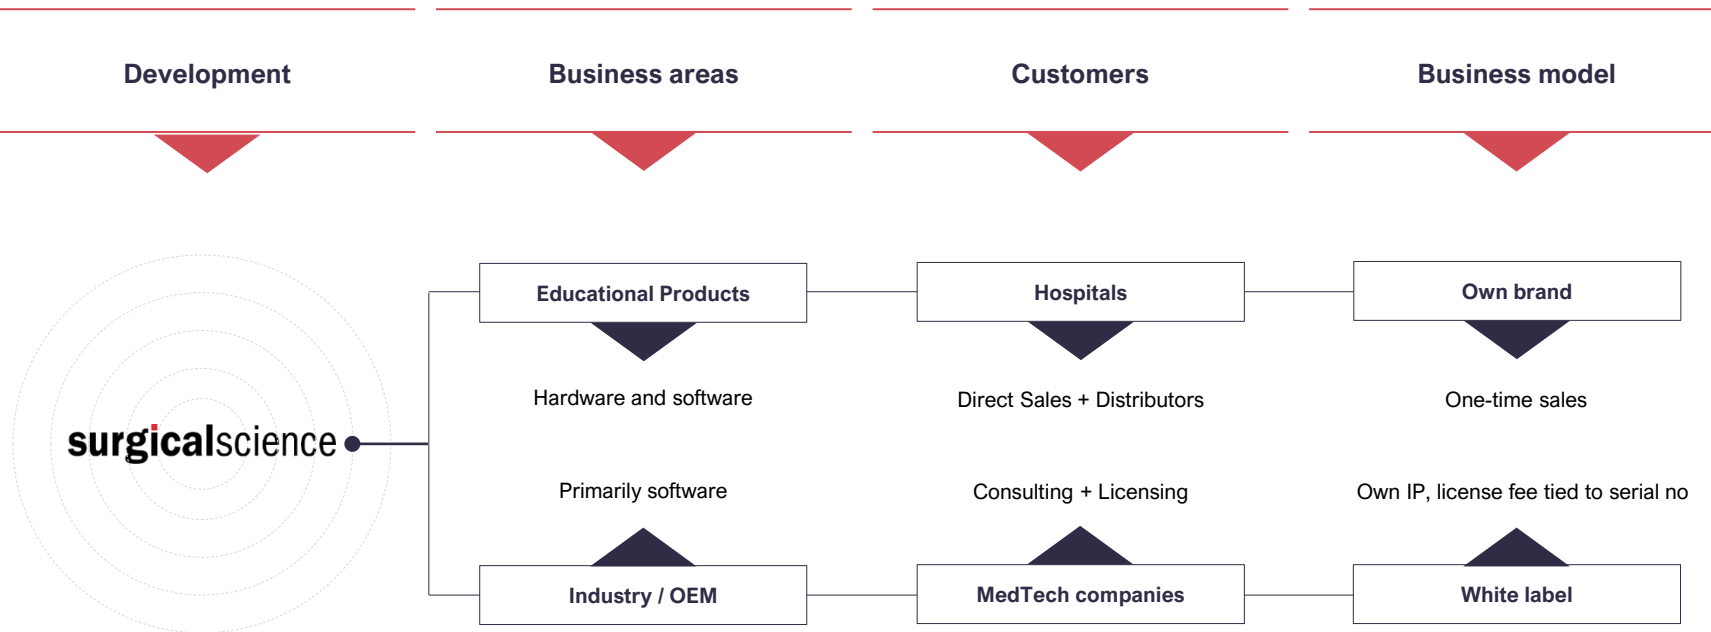 Development
Business areas
Customers
Business model
Educational Products
Hospitals
Own brand
Hardware and software
Direct Sales + Distributors
One-time sales
surgicalscience
Primarily software
Consulting + Licensing
Own IP, license fee tied to serial no
Industry / OEM
MedTech companies
White label